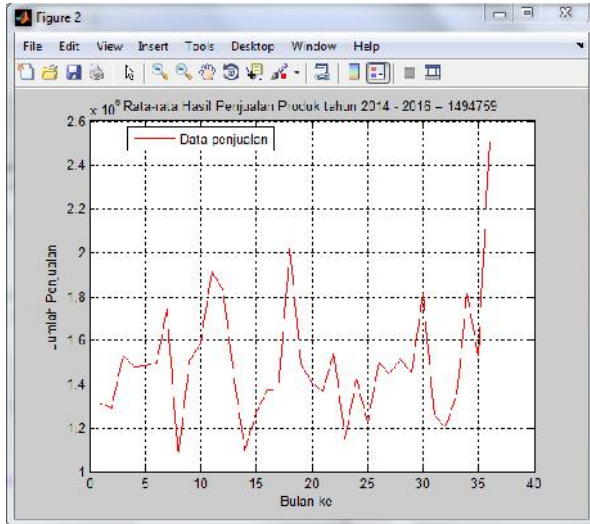 Figure 2
File Edit View Insert Tools Desktop Window Help
× 10⁶ Rata-rata Hasil Penjualan Produk tahun 2014 - 2016 = 1494759
Data penjualan
2.6
2.4
2.2
2
1.8
1.6
1.4
1.2
1
Jumlah Penjualan
0 5 10 15 20 25 30 35 40
Bulan ke